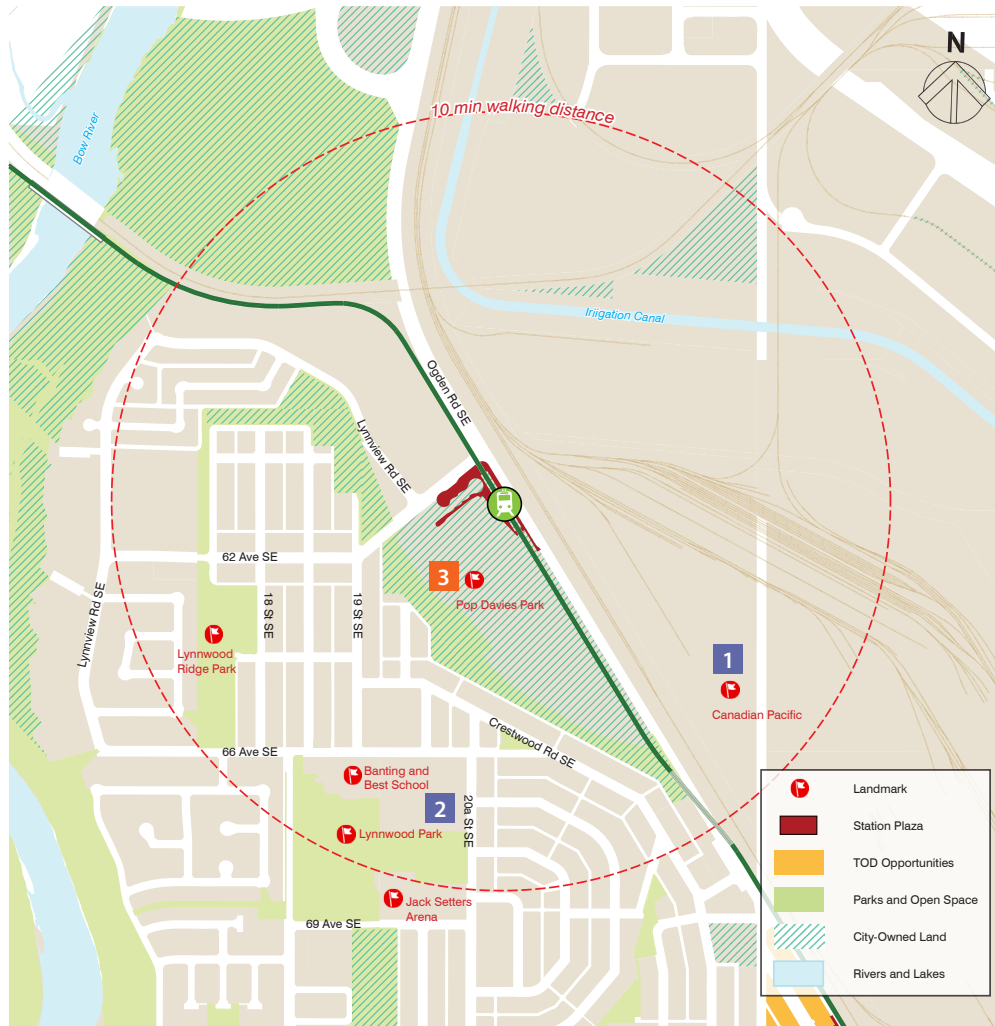 N
10 min walking distance
Bow River
Iriigation Canal
Ogden Rd SE
Lynnview Rd SE
62 Ave SE
3
Pop Davies Park
18 St SE
19 St SE
Lynnview Rd SE
Lynnwood
Ridge Park
1
Canadian Pacific
Crestwood Rd SE
66 Ave SE
Banting and
Best School
2
20a St SE
Lynnwood Park
Jack Setters
Arena
69 Ave SE
Landmark
Station Plaza
TOD Opportunities
Parks and Open Space
City-Owned Land
Rivers and Lakes